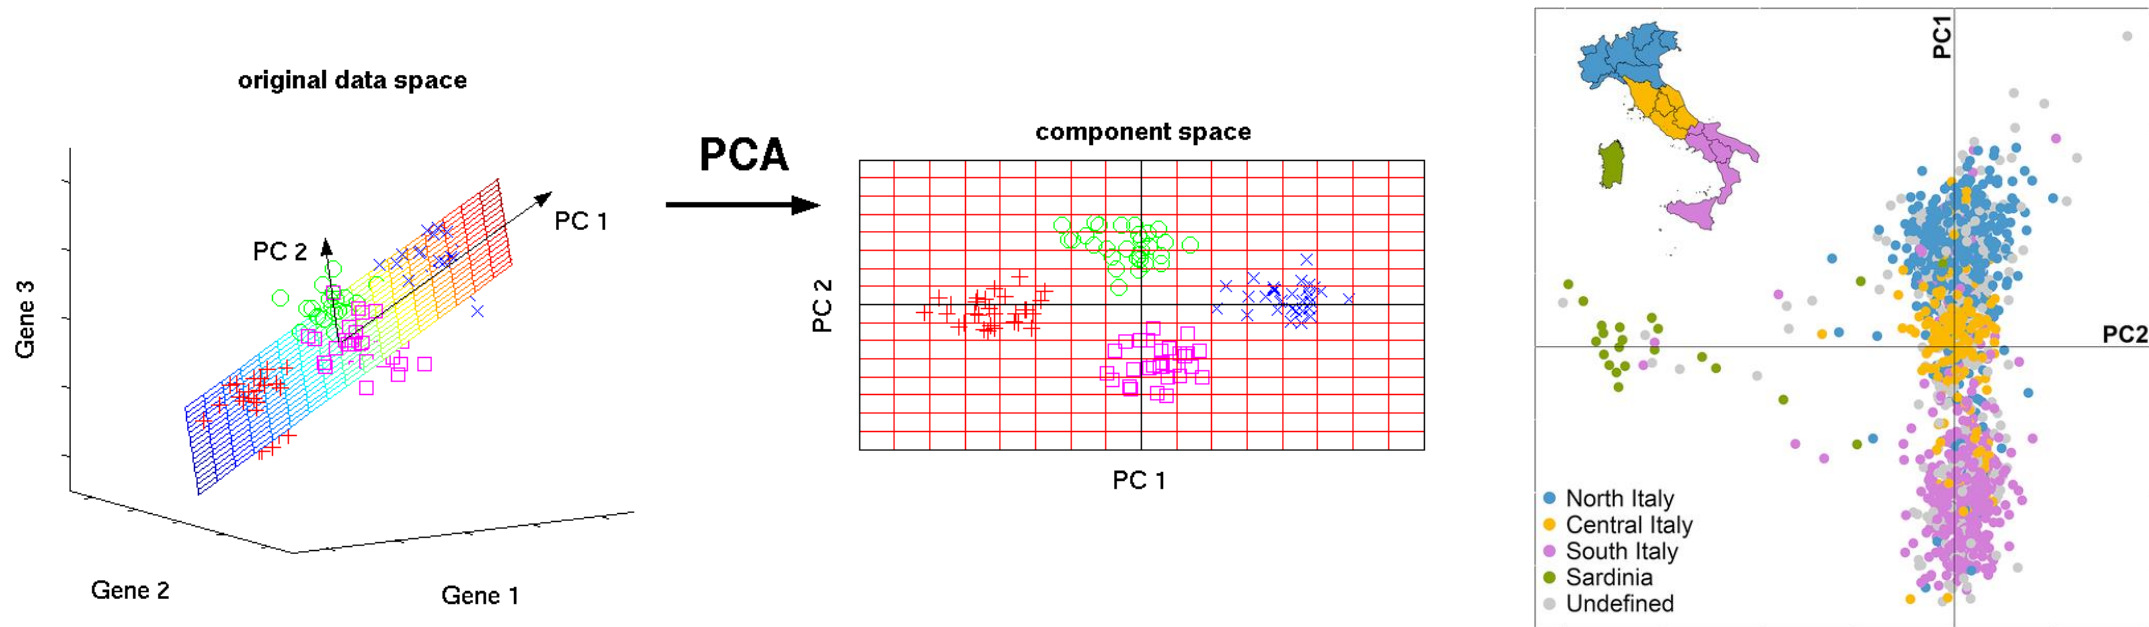 original data space
Gene 3
PC 2
PC 1
Gene 2
Gene 1
PCA
component space
PC 2
PC 1
PC1
PC2
North Italy
Central Italy
South Italy
Sardinia
Undefined